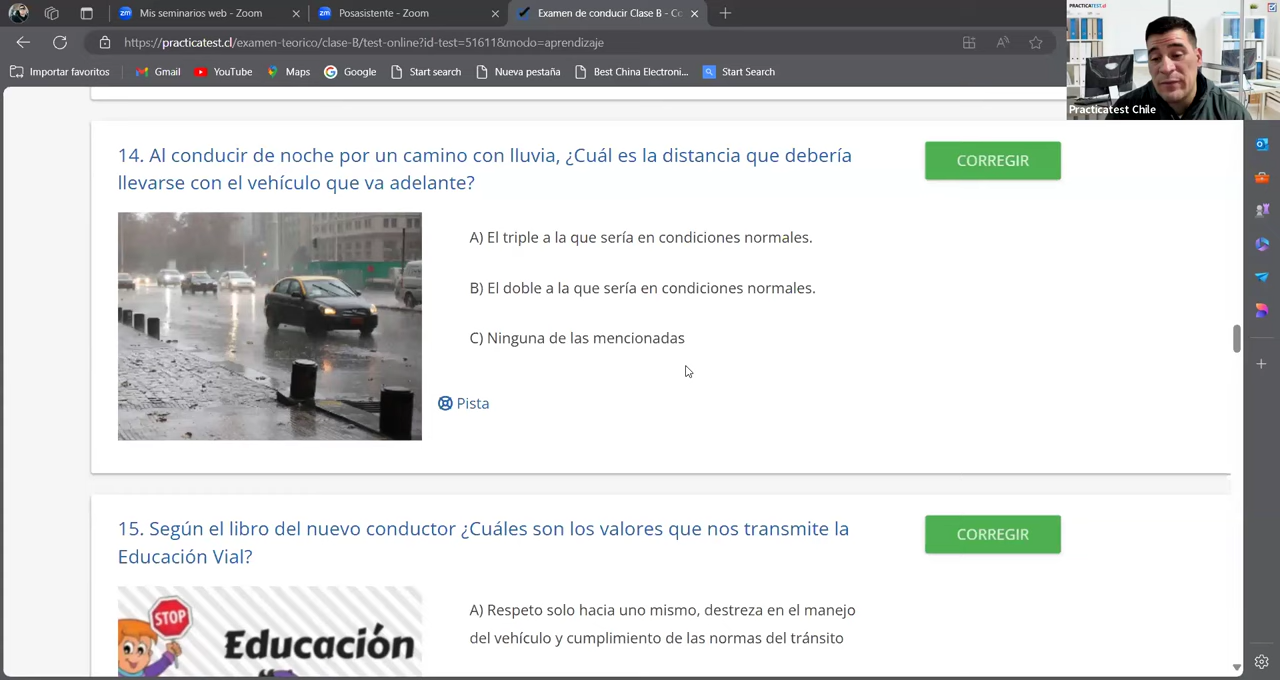 Mis seminarios web - Zoom
Posasistente - Zoom
Examen de conducir Clase B - Co
https://practicatest.cl/examen-teorico/clase-B/test-online?id-test=51611&modo=aprendizaje
Importar favoritos
Gmail
YouTube
Maps
Google
Start search
Nueva pestaña
Best China Electroni...
Start Search
PRACTICATEST.cl
Practicatest Chile
14. Al conducir de noche por un camino con lluvia, ¿Cuál es la distancia que debería
llevarse con el vehículo que va adelante?
CORREGIR
A) El triple a la que sería en condiciones normales.
B) El doble a la que sería en condiciones normales.
C) Ninguna de las mencionadas
Pista
15. Según el libro del nuevo conductor ¿Cuáles son los valores que nos transmite la
Educación Vial?
CORREGIR
STOP
Educación
A) Respeto solo hacia uno mismo, destreza en el manejo
del vehículo y cumplimiento de las normas del tránsito